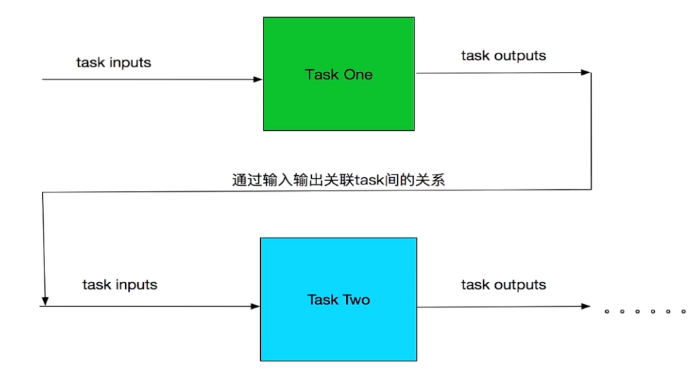 task inputs
Task One
task outputs
通过输入输出关联task间的关系
task inputs
Task Two
task outputs
。。。。。。